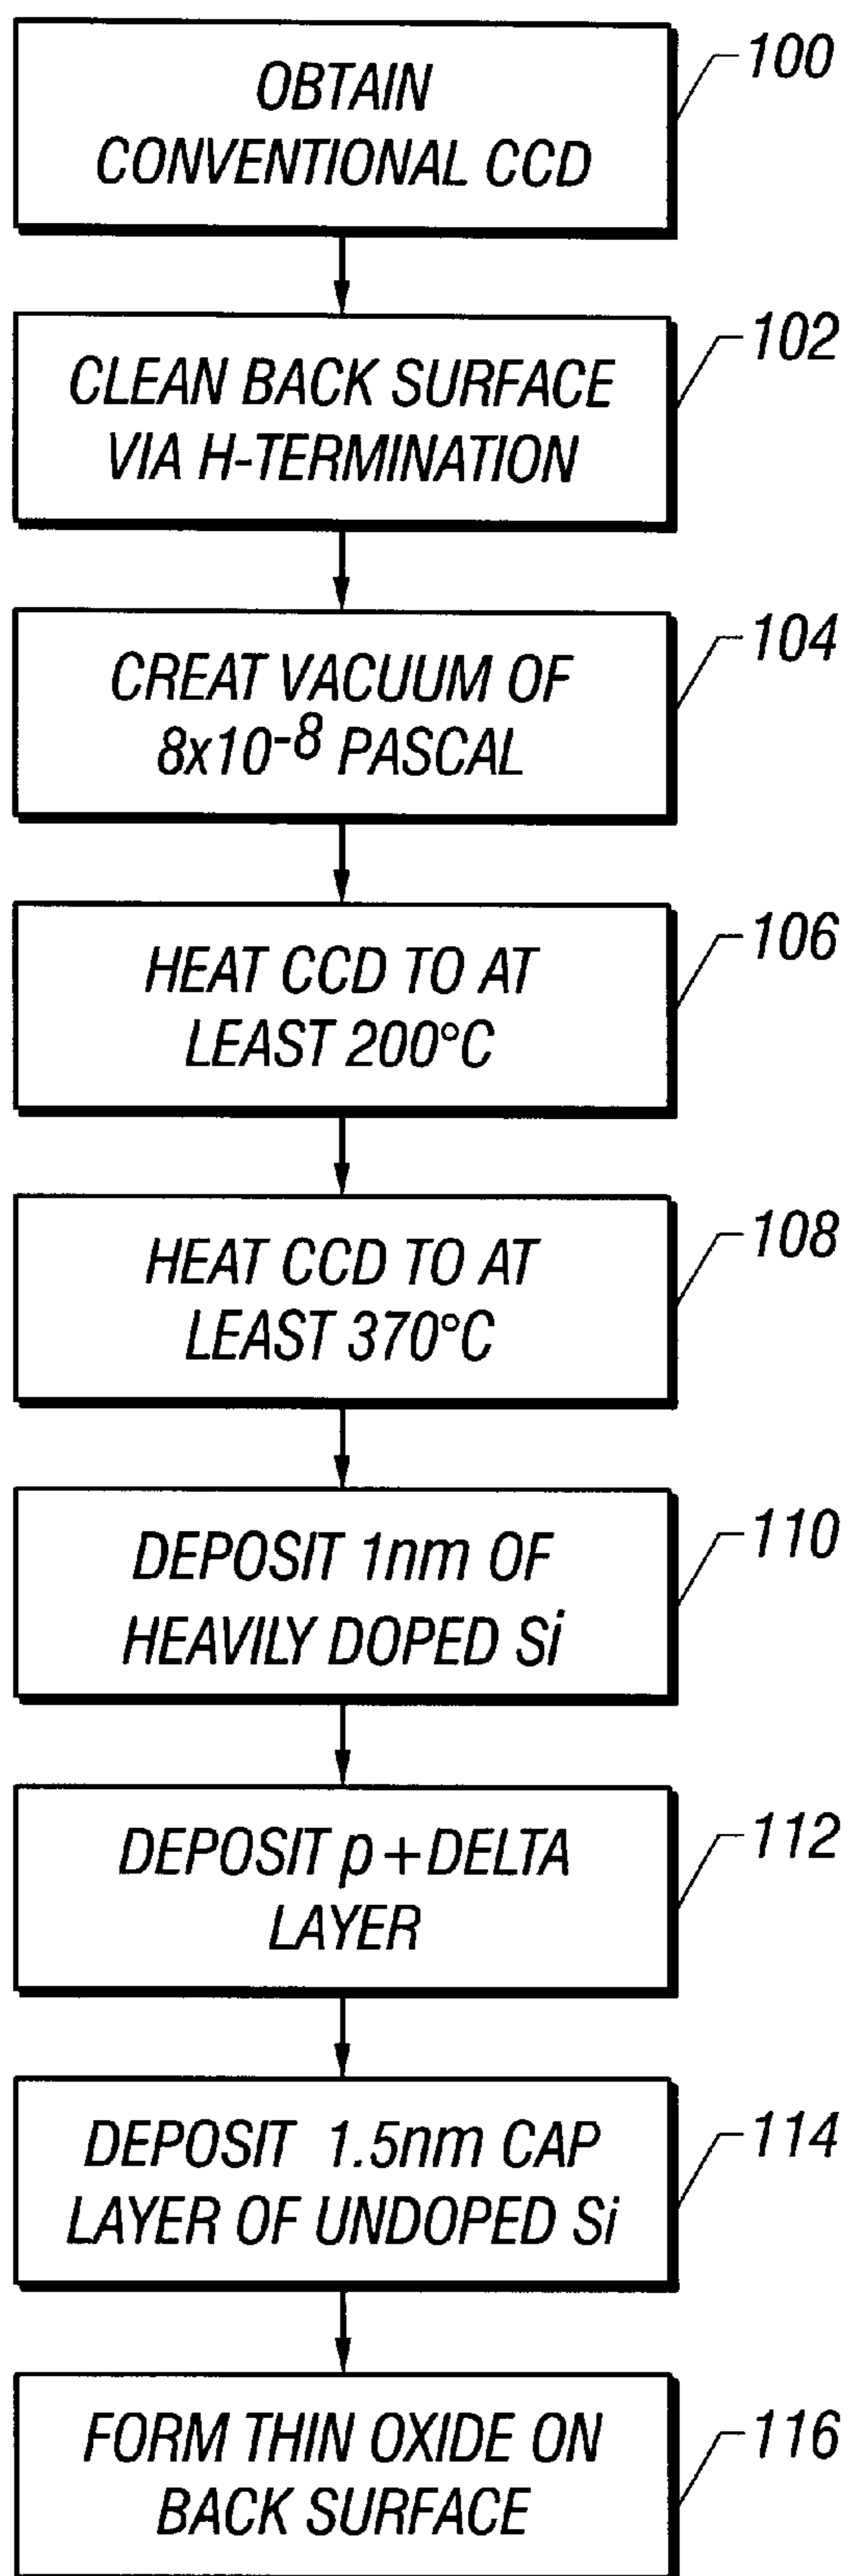 OBTAIN
CONVENTIONAL CCD
100
CLEAN BACK SURFACE
VIA H-TERMINATION
102
CREAT VACUUM OF
8x10-8 PASCAL
104
HEAT CCD TO AT
LEAST 200°C
106
HEAT CCD TO AT
LEAST 370°C
108
DEPOSIT 1nm OF
HEAVILY DOPED Si
110
DEPOSIT p+DELTA
LAYER
112
DEPOSIT 1.5nm CAP
LAYER OF UNDOPED Si
114
FORM THIN OXIDE ON
BACK SURFACE
116